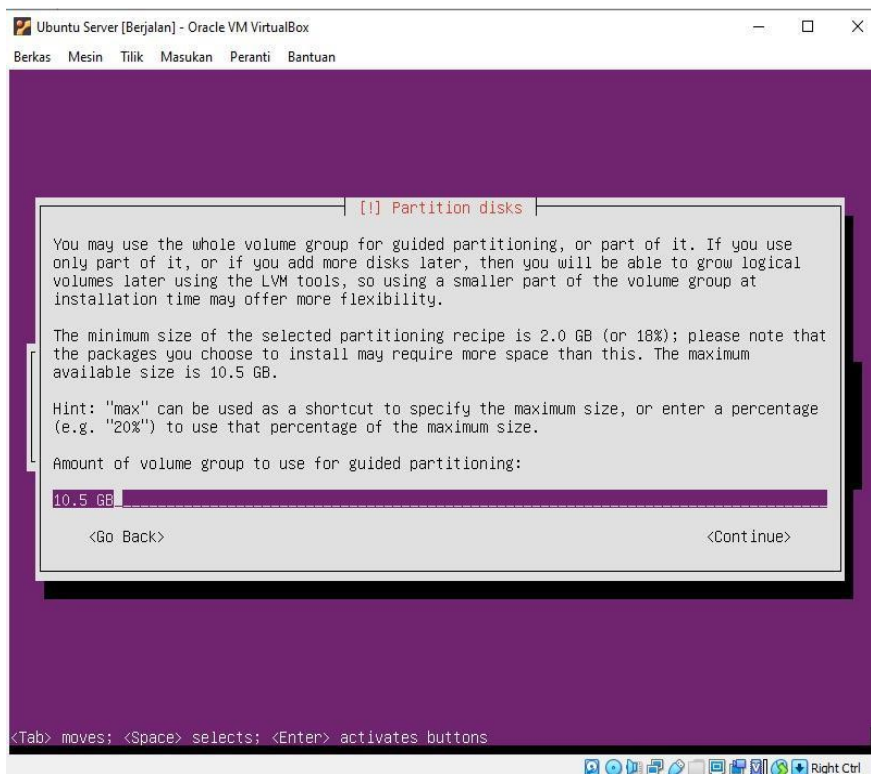 Ubuntu Server [Berjalan] - Oracle VM VirtualBox
Berkas Mesin Tilik Masukan Peranti Bantuan
[!] Partition disks
You may use the whole volume group for guided partitioning, or part of it. If you use
only part of it, or if you add more disks later, then you will be able to grow logical
volumes later using the LVM tools, so using a smaller part of the volume group at
installation time may offer more flexibility.
The minimum size of the selected partitioning recipe is 2.0 GB (or 18%); please note that
the packages you choose to install may require more space than this. The maximum
available size is 10.5 GB.
Hint: "max" can be used as a shortcut to specify the maximum size, or enter a percentage
(e.g. "20%") to use that percentage of the maximum size.
Amount of volume group to use for guided partitioning:
10.5 GB
<Go Back> <Continue>
<Tab> moves; <Space> selects; <Enter> activates buttons
Right Ctrl